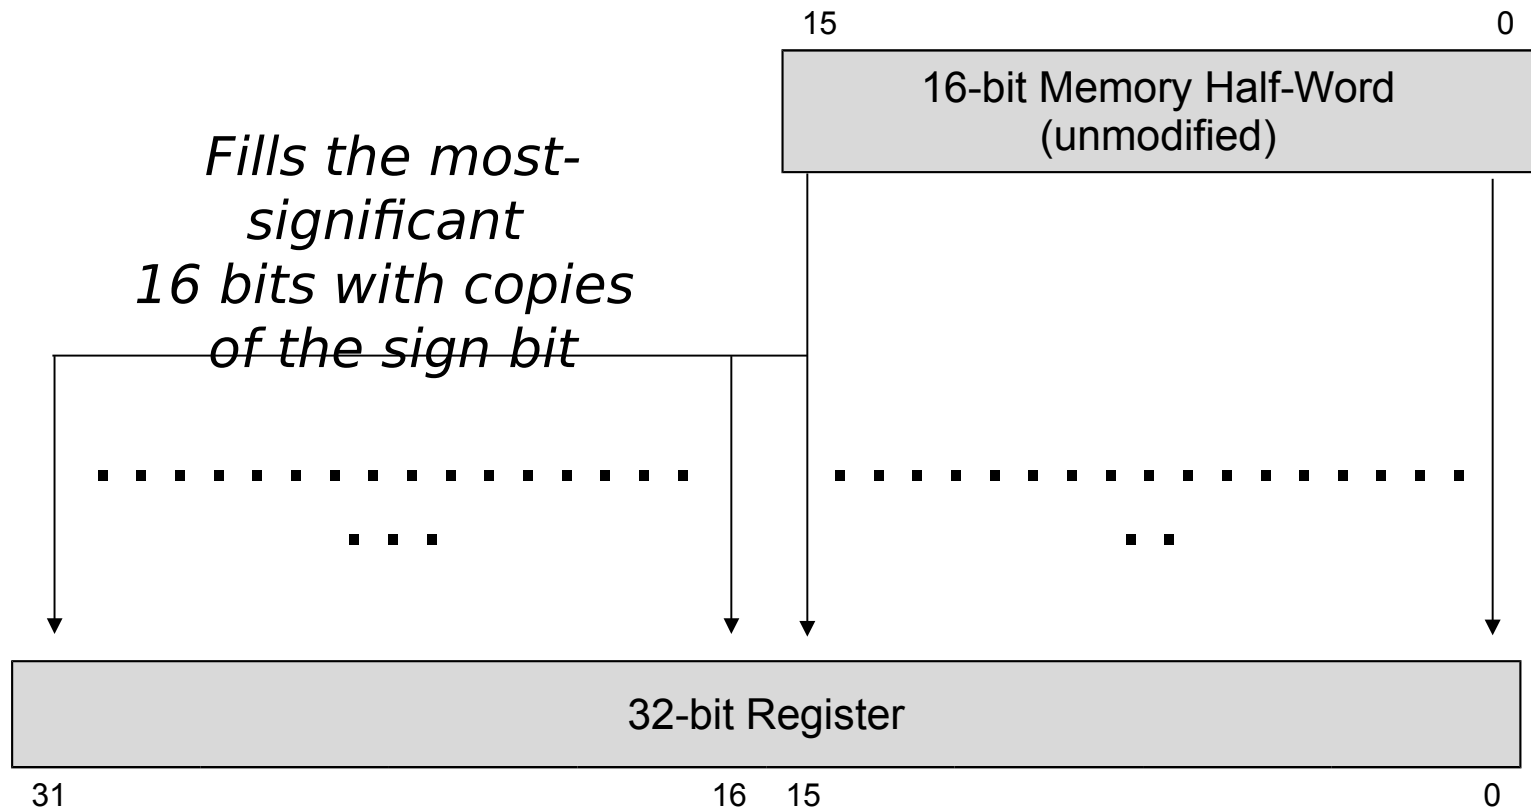 15 0
16-bit Memory Half-Word
(unmodified)
Fills the most-
significant
16 bits with copies
of the sign bit
. . . . . . . . . . . . . . . . . . . . . . . . . . . . . . . . .
. . . . .
32-bit Register
31 16 15 0